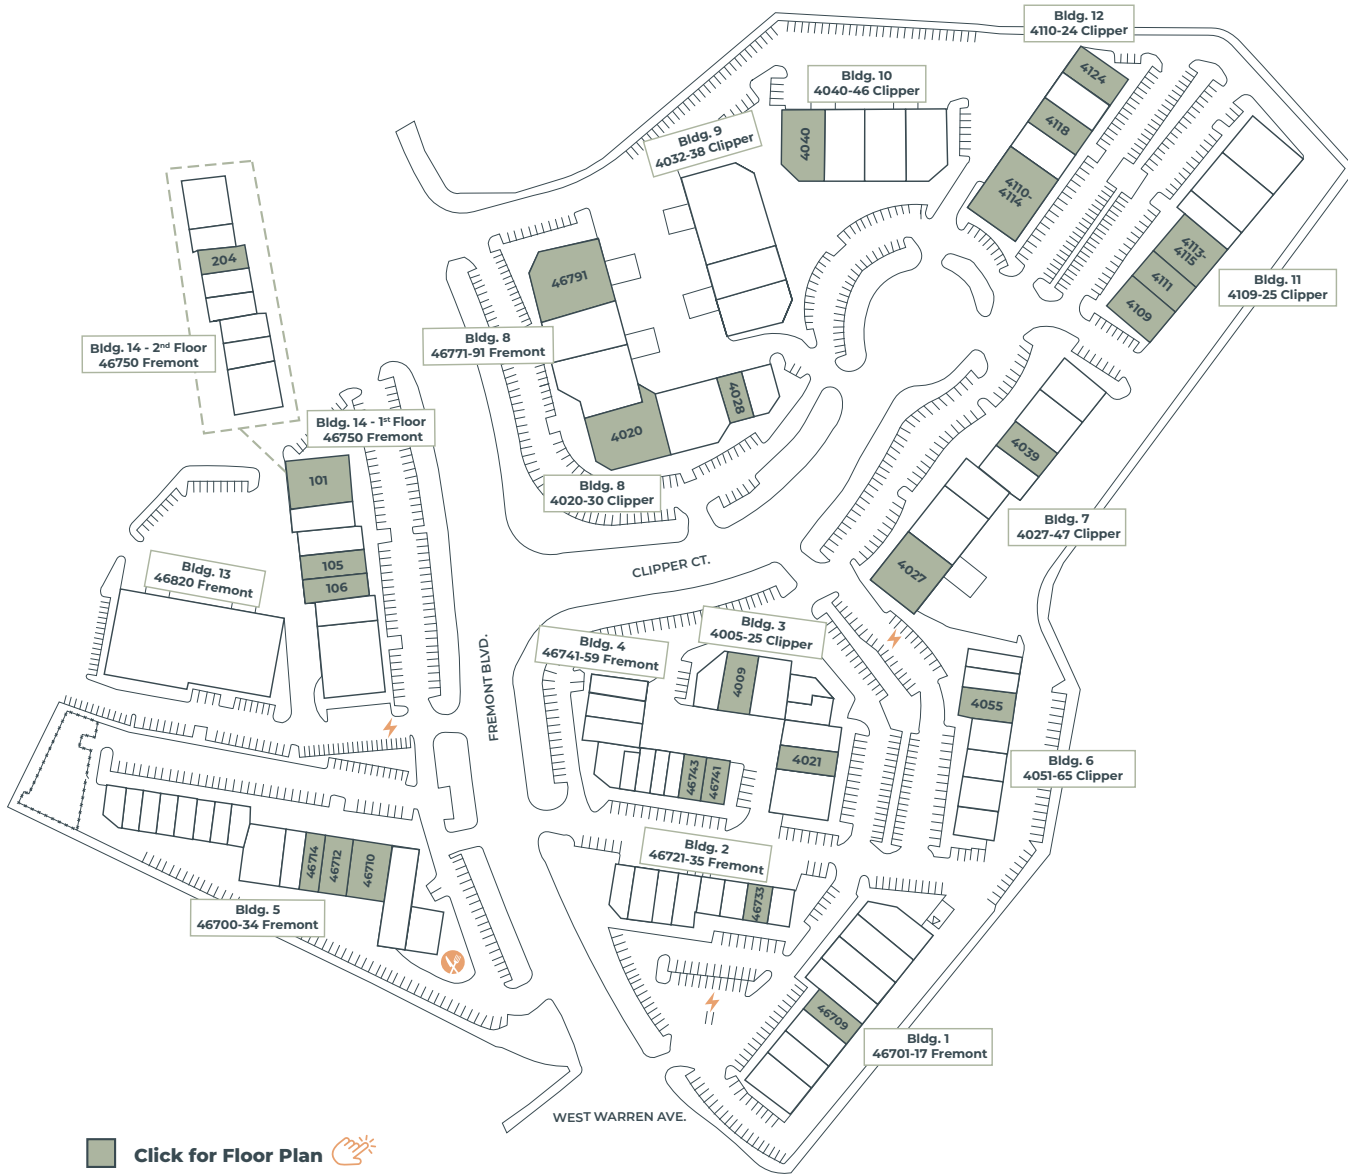 Bldg. 12
4110-24 Clipper
Bldg. 10
4040-46 Clipper
4124
4118
4110-
4114
4040
Bldg. 9
4032-38 Clipper
4113-
4115
4111
4109
Bldg. 11
4109-25 Clipper
204
46791
Bldg. 14 - 2nd Floor
46750 Fremont
Bldg. 8
46771-91 Fremont
4028
4020
Bldg. 14 - 1st Floor
46750 Fremont
4039
101
Bldg. 8
4020-30 Clipper
Bldg. 7
4027-47 Clipper
105
106
CLIPPER CT.
4027
Bldg. 13
46820 Fremont
Bldg. 3
4005-25 Clipper
Bldg. 4
46741-59 Fremont
FREMONT BLVD.
4009
4055
4021
46743
46741
Bldg. 6
4051-65 Clipper
Bldg. 2
46721-35 Fremont
46714
46712
46710
46733
Bldg. 5
46700-34 Fremont
46709
Bldg. 1
46701-17 Fremont
WEST WARREN AVE.
Click for Floor Plan